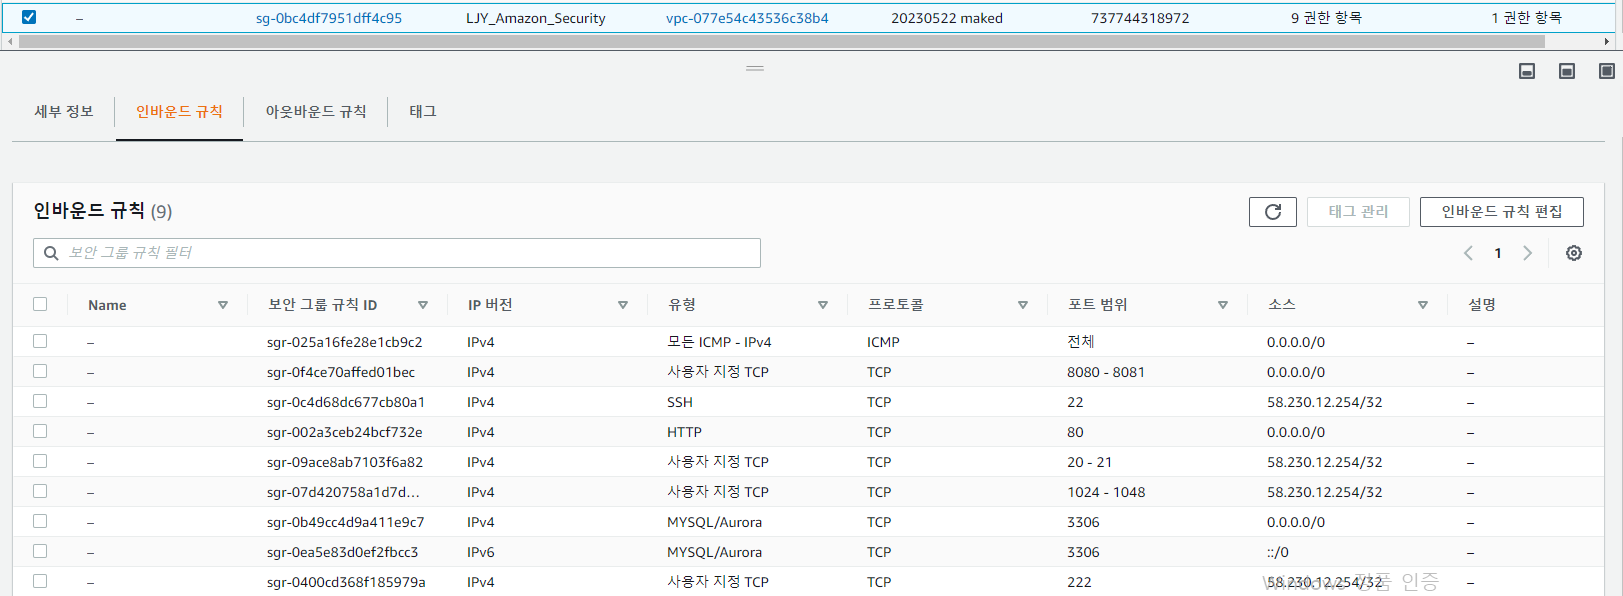 – sg-0bc4df7951dff4c95 LJY_Amazon_Security vpc-077e54c43536c38b4 20230522 maked 737744318972 9 권한 항목 1 권한 항목
세부 정보 인바운드 규칙 아웃바운드 규칙 태그
인바운드 규칙 (9) 태그 관리 인바운드 규칙 편집
보안 그룹 규칙 필터 1
Name 보안 그룹 규칙 ID IP 버전 유형 프로토콜 포트 범위 소스 설명
– sgr-025a16fe28e1cb9c2 IPv4 모든 ICMP - IPv4 ICMP 전체 0.0.0.0/0 –
– sgr-0f4ce70affed01bec IPv4 사용자 지정 TCP TCP 8080 - 8081 0.0.0.0/0 –
– sgr-0c4d68dc677cb80a1 IPv4 SSH TCP 22 58.230.12.254/32 –
– sgr-002a3ceb24bcf732e IPv4 HTTP TCP 80 0.0.0.0/0 –
– sgr-09ace8ab7103f6a82 IPv4 사용자 지정 TCP TCP 20 - 21 58.230.12.254/32 –
– sgr-07d420758a1d7d... IPv4 사용자 지정 TCP TCP 1024 - 1048 58.230.12.254/32 –
– sgr-0b49cc4d9a411e9c7 IPv4 MYSQL/Aurora TCP 3306 0.0.0.0/0 –
– sgr-0ea5e83d0ef2fbcc3 IPv6 MYSQL/Aurora TCP 3306 ::/0 –
– sgr-0400cd368f185979a IPv4 사용자 지정 TCP TCP 222 58.230.12.254/32 –
Windows 정품 인증